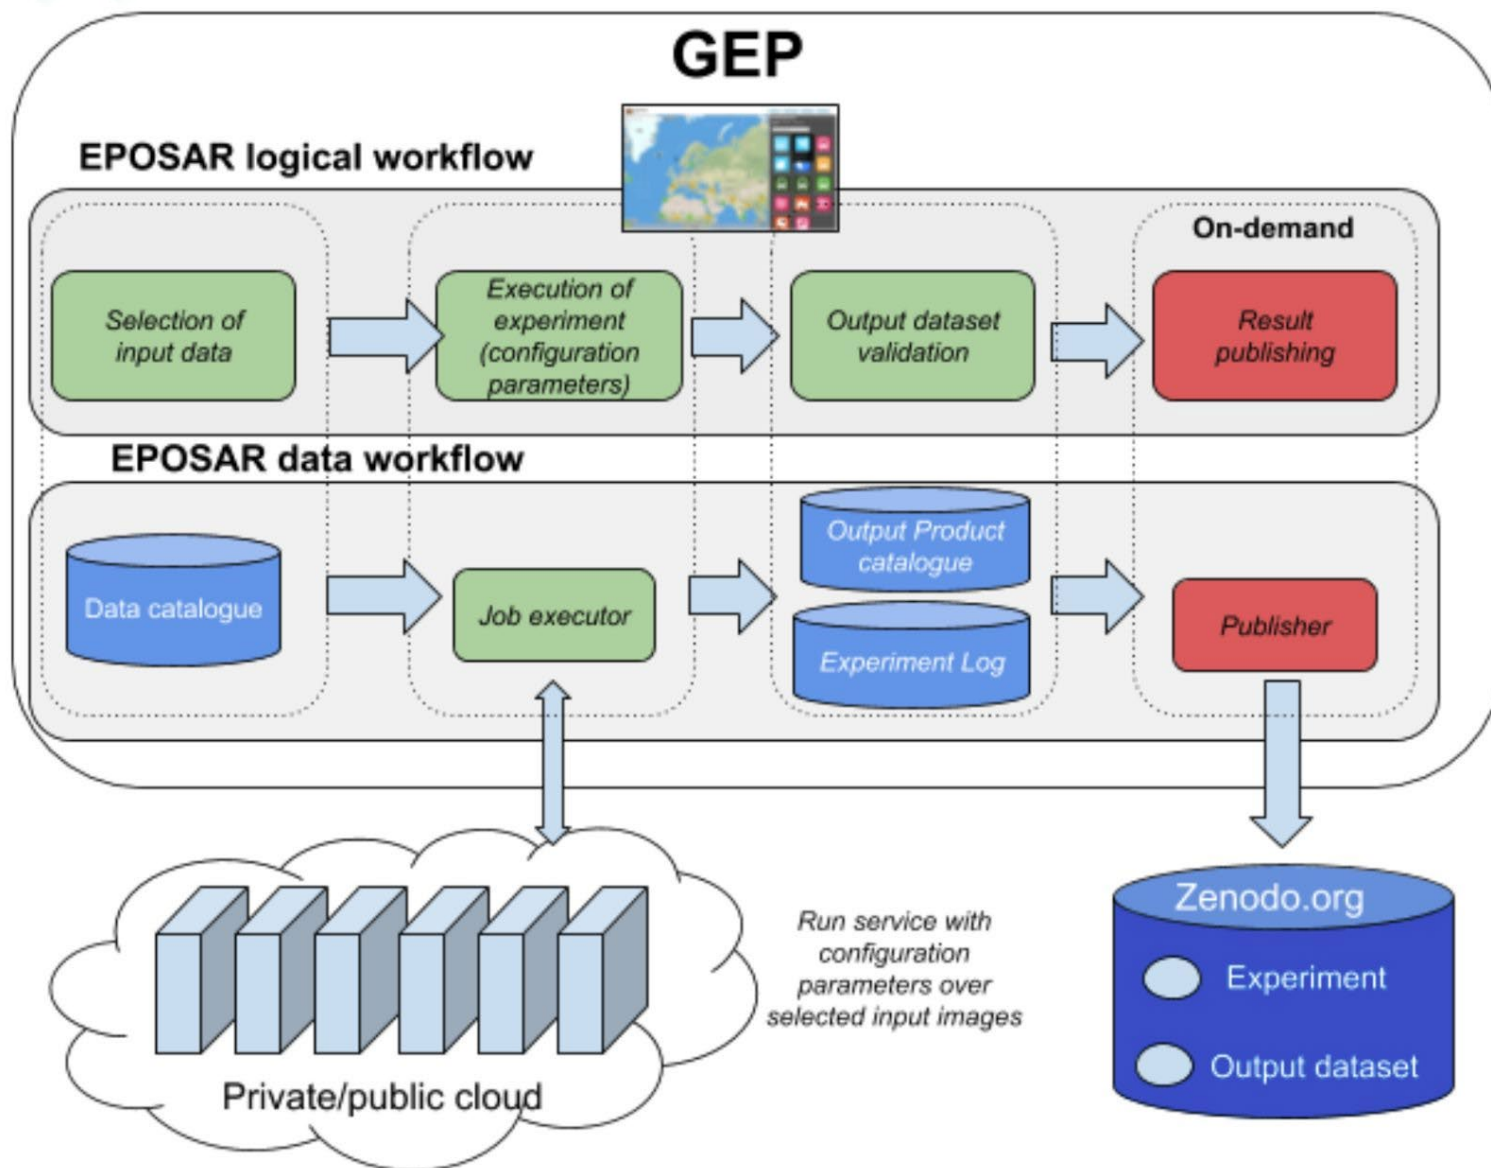 GEP
EPOSAR logical workflow
On-demand
Selection of
input data
Execution of
experiment
(configuration
parameters)
Output dataset
validation
Result
publishing
EPOSAR data workflow
Data catalogue
Job executor
Output Product
catalogue
Experiment Log
Publisher
Private/public cloud
Run service with
configuration
parameters over
selected input images
Zenodo.org
Experiment
Output dataset